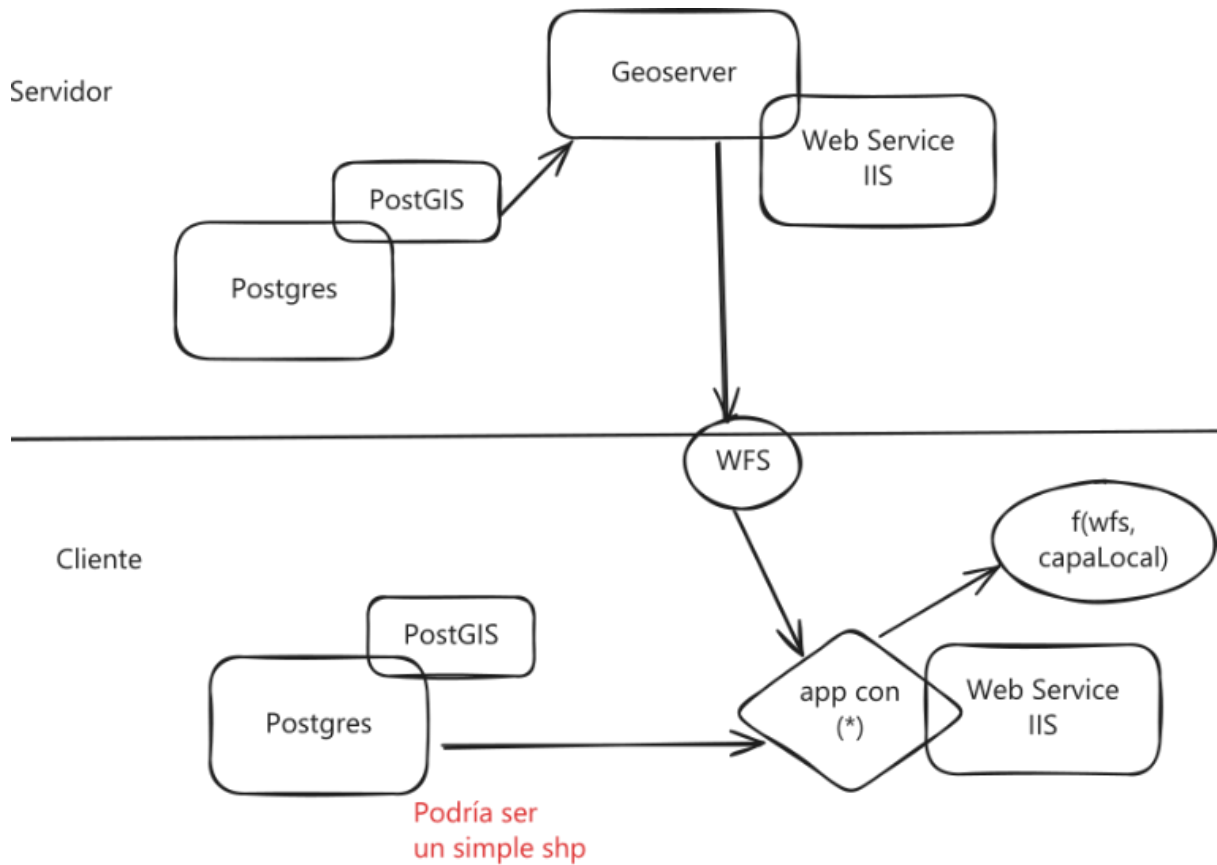 Servidor
Geoserver
Web Service
IIS
PostGIS
Postgres
WFS
Cliente
f(wfs,
capaLocal)
PostGIS
Postgres
app con
(*)
Web Service
IIS
Podría ser
un simple shp